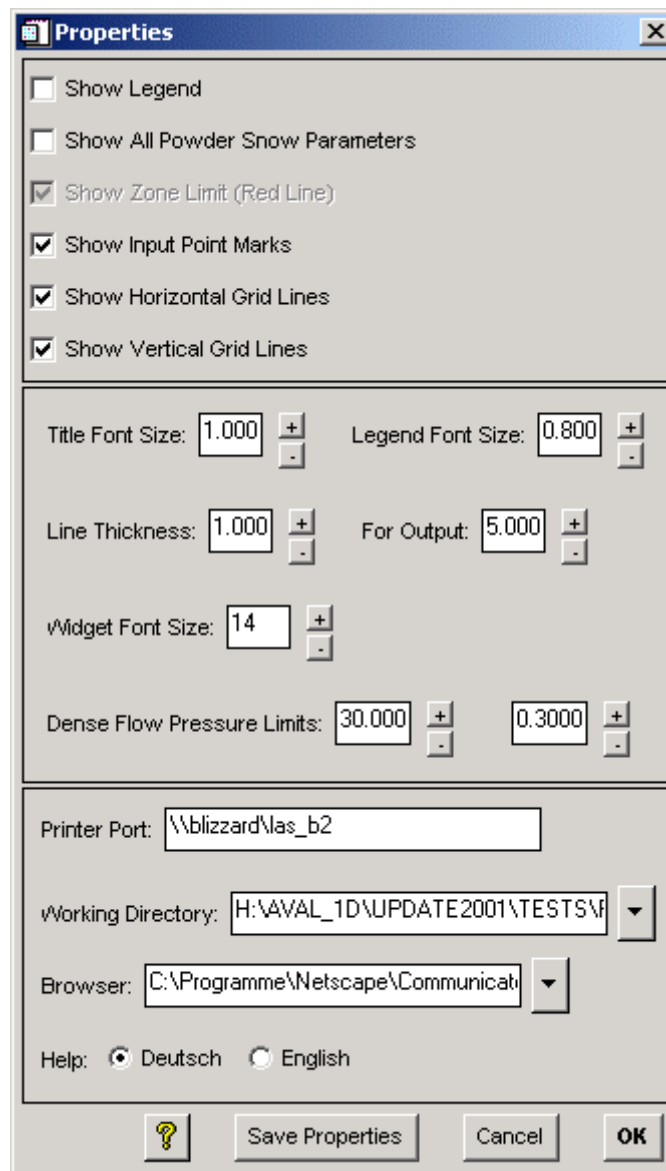 Properties
Show Legend
Show All Powder Snow Parameters
Show Zone Limit (Red Line)
Show Input Point Marks
Show Horizontal Grid Lines
Show Vertical Grid Lines
Title Font Size: 1.000 + - Legend Font Size: 0.800 + -
Line Thickness: 1.000 + - For Output: 5.000 + -
Widget Font Size: 14 + -
Dense Flow Pressure Limits: 30.000 + - 0.3000 + -
Printer Port: \\blizzard\las_b2
Working Directory: H:\AVAL_1D\UPDATE2001\TESTS\
Browser: C:\Programme\Netscape\Communicat
Help: Deutsch English
? Save Properties Cancel OK